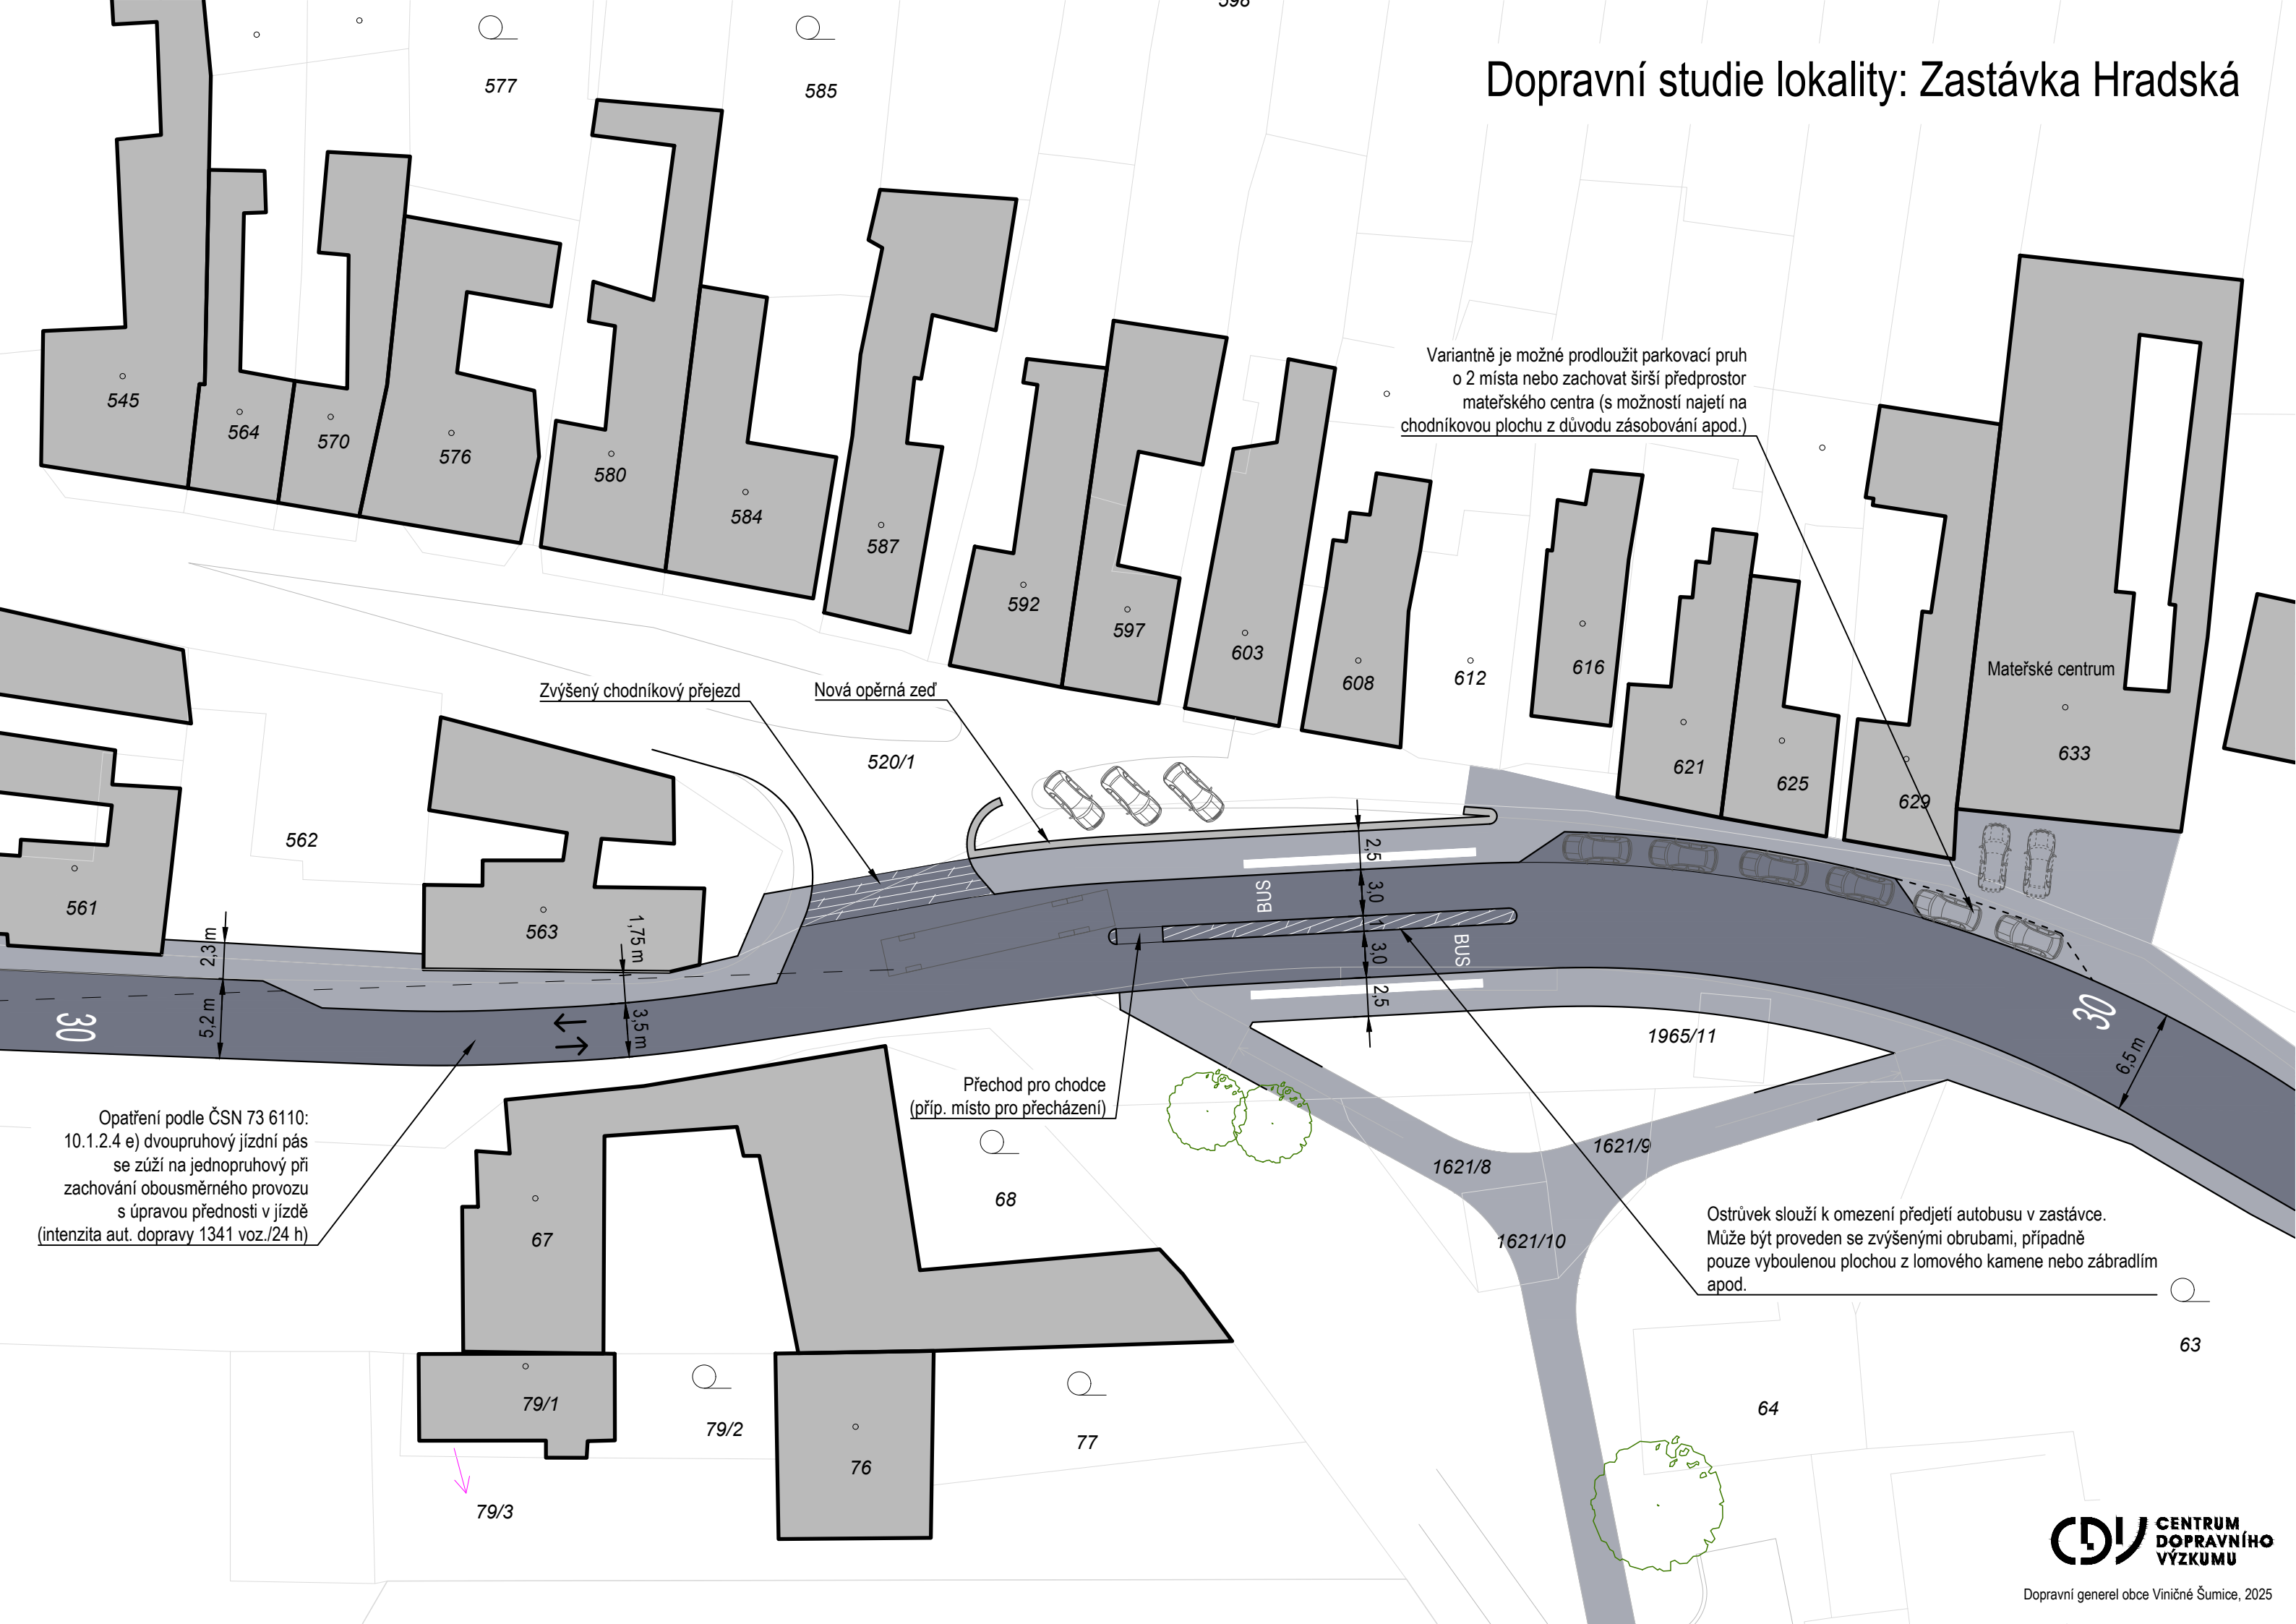 598
Dopravní studie lokality: Zastávka Hradská
577
585
Variantně je možné prodloužit parkovací pruh
o 2 místa nebo zachovat širší předprostor
mateřského centra (s možností najetí na
chodníkovou plochu z důvodu zásobování apod.)
545
564
570
576
580
584
587
592
597
603
608
612
616
621
625
629
Mateřské centrum
633
Zvýšený chodníkový přejezd
Nová opěrná zeď
520/1
562
561
563
2,3 m
5,2 m
1,75 m
3,5 m
30
2,5
3,0
1
3,0
2,5
BUS
BUS
30
6,5 m
1965/11
Přechod pro chodce
(příp. místo pro přecházení)
Opatření podle ČSN 73 6110:
10.1.2.4 e) dvoupruhový jízdní pás
se zúží na jednopruhový při
zachování obousměrného provozu
s úpravou přednosti v jízdě
(intenzita aut. dopravy 1341 voz./24 h)
67
68
1621/8
1621/9
1621/10
Ostrůvek slouží k omezení předjetí autobusu v zastávce.
Může být proveden se zvýšenými obrubami, případně
pouze vyboulenou plochou z lomového kamene nebo zábradlím
apod.
63
64
79/1
79/2
76
77
79/3
CDV
CENTRUM
DOPRAVNÍHO
VÝZKUMU
Dopravní generel obce Viničné Šumice, 2025